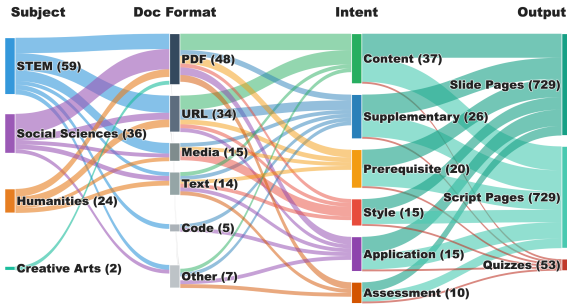 Subject Doc Format Intent Output
STEM (59)
Social Sciences (36)
Humanities (24)
Creative Arts (2)
PDF (48)
URL (34)
Media (15)
Text (14)
Code (5)
Other (7)
Content (37)
Supplementary (26)
Prerequisite (20)
Style (15)
Application (15)
Assessment (10)
Slide Pages (729)
Script Pages (729)
Quizzes (53)